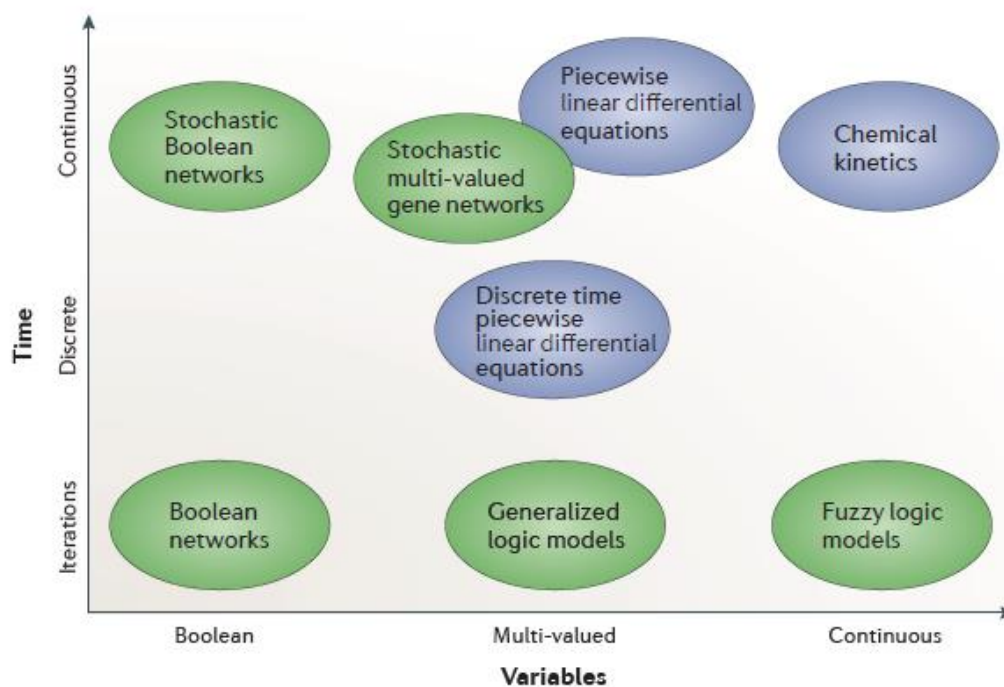 Time
Continuous
Discrete
Iterations
Stochastic
Boolean
networks
Stochastic
multi-valued
gene networks
Piecewise
linear differential
equations
Chemical
kinetics
Discrete time
piecewise
linear differential
equations
Boolean
networks
Generalized
logic models
Fuzzy logic
models
Boolean
Multi-valued
Continuous
Variables